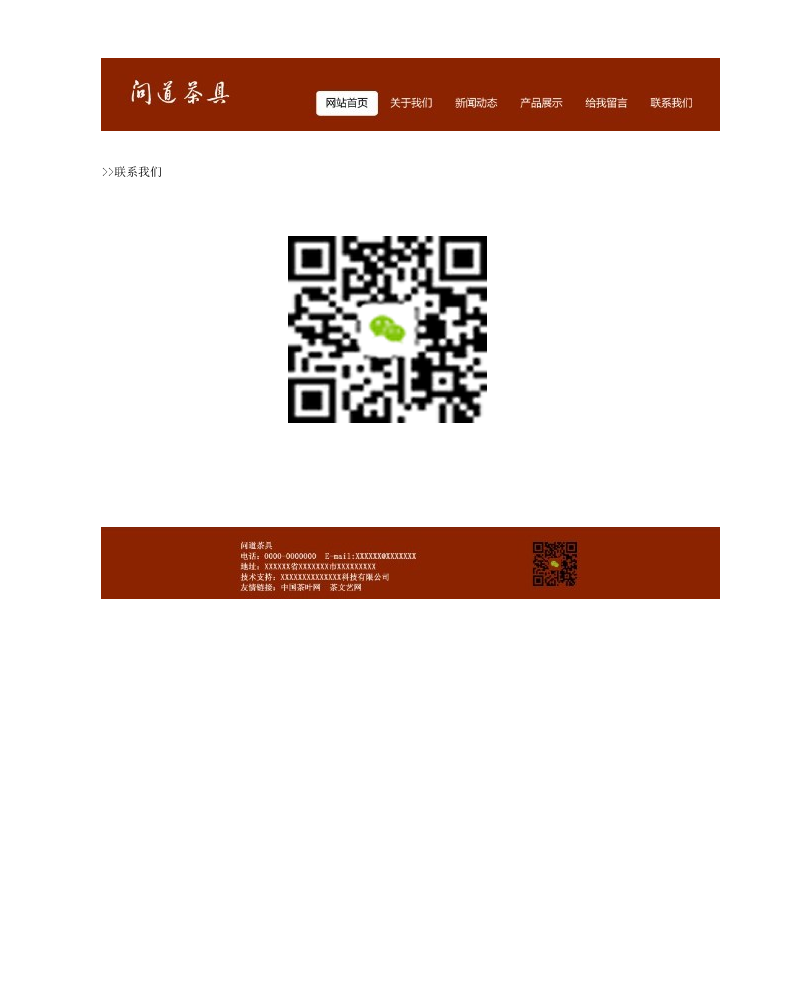 问道茶具
网站首页 关于我们 新闻动态 产品展示 给我留言 联系我们
>>联系我们
问道茶具
电话：0000-0000000 E-mail:XXXXXX@XXXXXXX
地址：XXXXXX省XXXXXXX市XXXXXXXXX
技术支持：XXXXXXXXXXXXXX科技有限公司
友情链接：中国茶叶网 茶文艺网